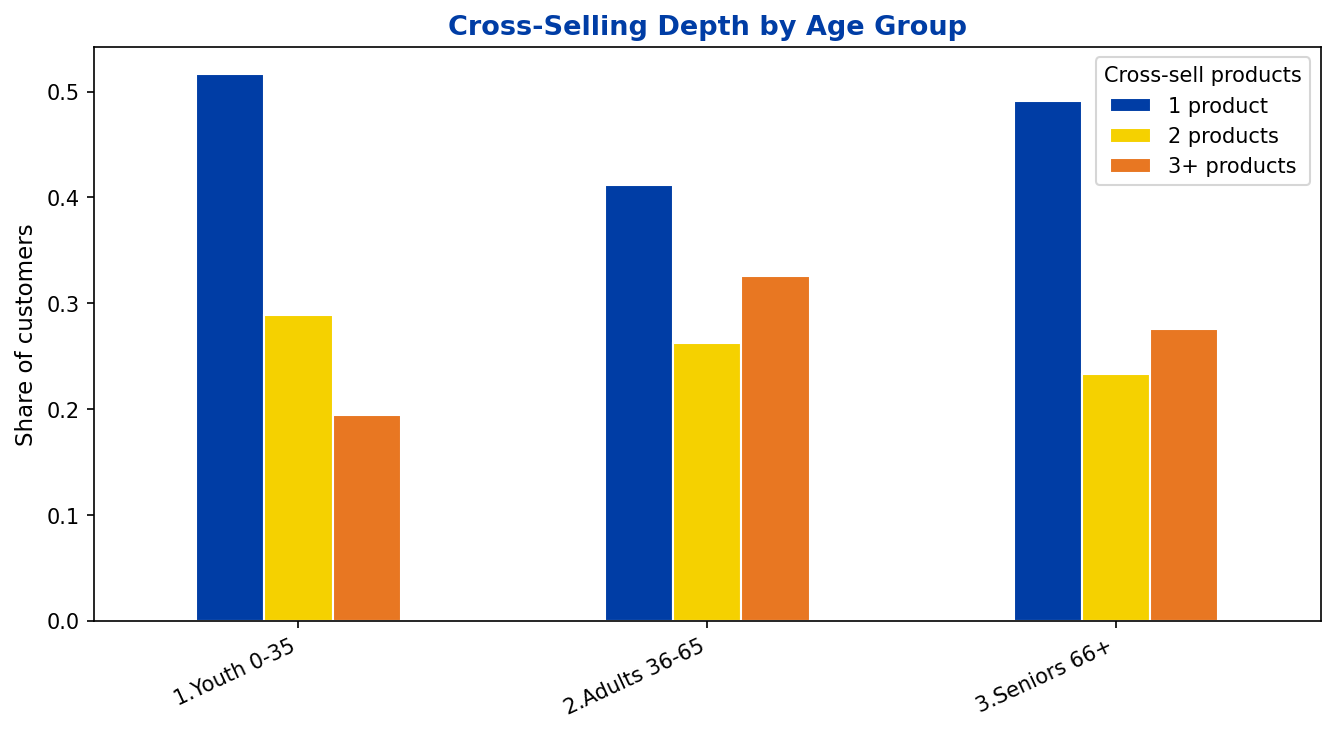 Cross-Selling Depth by Age Group
Share of customers
0.5
0.4
0.3
0.2
0.1
0.0
Cross-sell products
1 product
2 products
3+ products
1.Youth 0-35
2.Adults 36-65
3.Seniors 66+